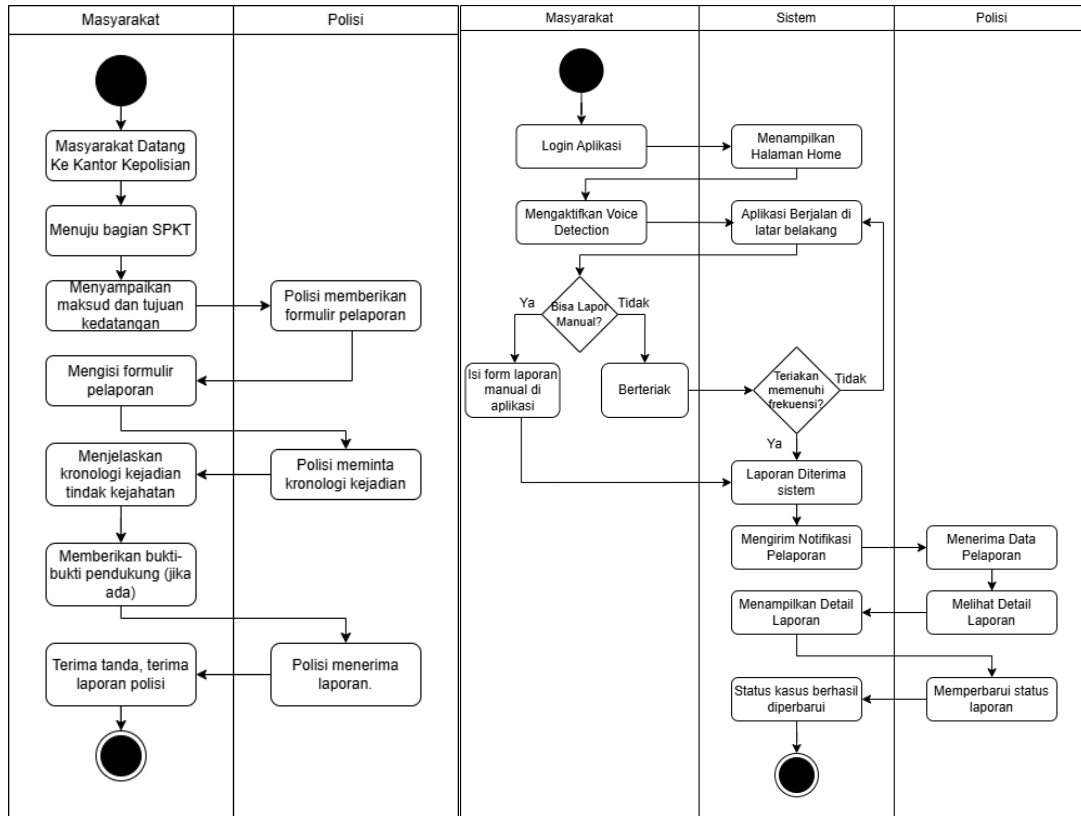 Masyarakat
Polisi
Masyarakat Datang
Ke Kantor Kepolisian
Menuju bagian SPKT
Menyampaikan
maksud dan tujuan
kedatangan
Polisi memberikan
formulir pelaporan
Mengisi formulir
pelaporan
Menjelaskan
kronologi kejadian
tindak kejahatan
Polisi meminta
kronologi kejadian
Memberikan bukti-
bukti pendukung (jika
ada)
Terima tanda, terima
laporan polisi
Polisi menerima
laporan.
Masyarakat
Sistem
Polisi
Login Aplikasi
Menampilkan
Halaman Home
Mengaktifkan Voice
Detection
Aplikasi Berjalan di
latar belakang
Ya
Bisa Lapor
Manual?
Tidak
Isi form laporan
manual di
aplikasi
Berteriak
Teriakan
memenuhi
frekuensi?
Tidak
Ya
Laporan Diterima
sistem
Mengirim Notifikasi
Pelaporan
Menerima Data
Pelaporan
Menampilkan Detail
Laporan
Melihat Detail
Laporan
Status kasus berhasil
diperbarui
Memperbarui status
laporan